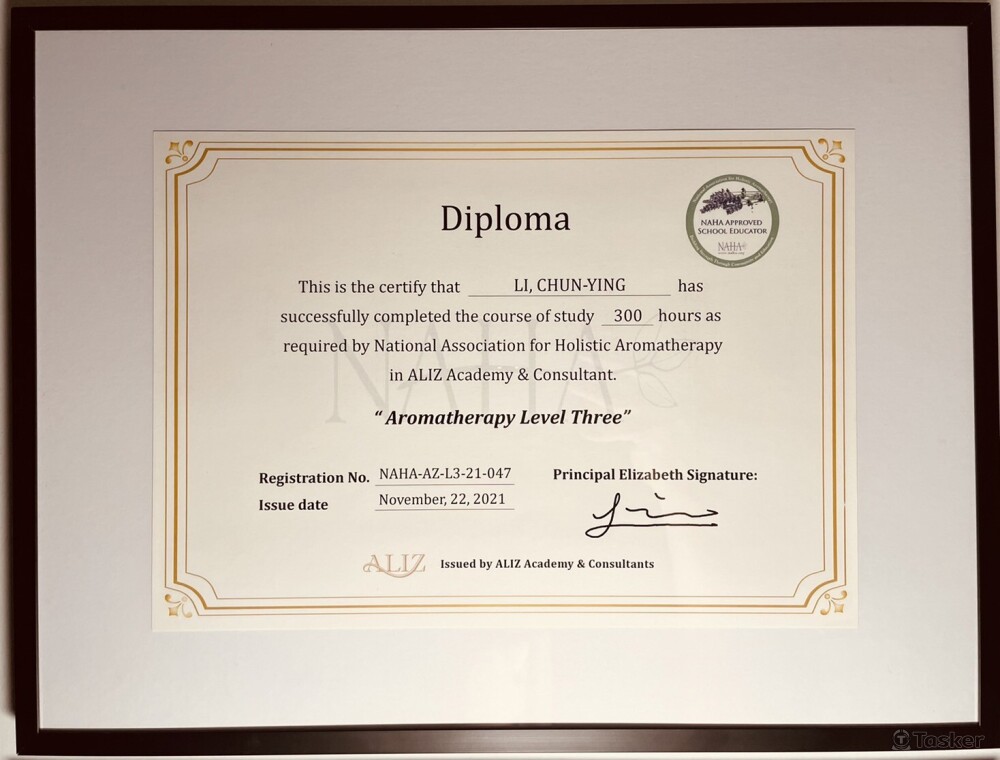 Diploma
NAHA APPROVED
SCHOOL EDUCATOR
NAHA
This is the certify that LI, CHUN-YING has
successfully completed the course of study 300 hours as
required by National Association for Holistic Aromatherapy
in ALIZ Academy & Consultant.
NAHA
“ Aromatherapy Level Three”
Registration No. NAHA-AZ-L3-21-047
Issue date November, 22, 2021
Principal Elizabeth Signature:
ALIZ Issued by ALIZ Academy & Consultants
Tasker